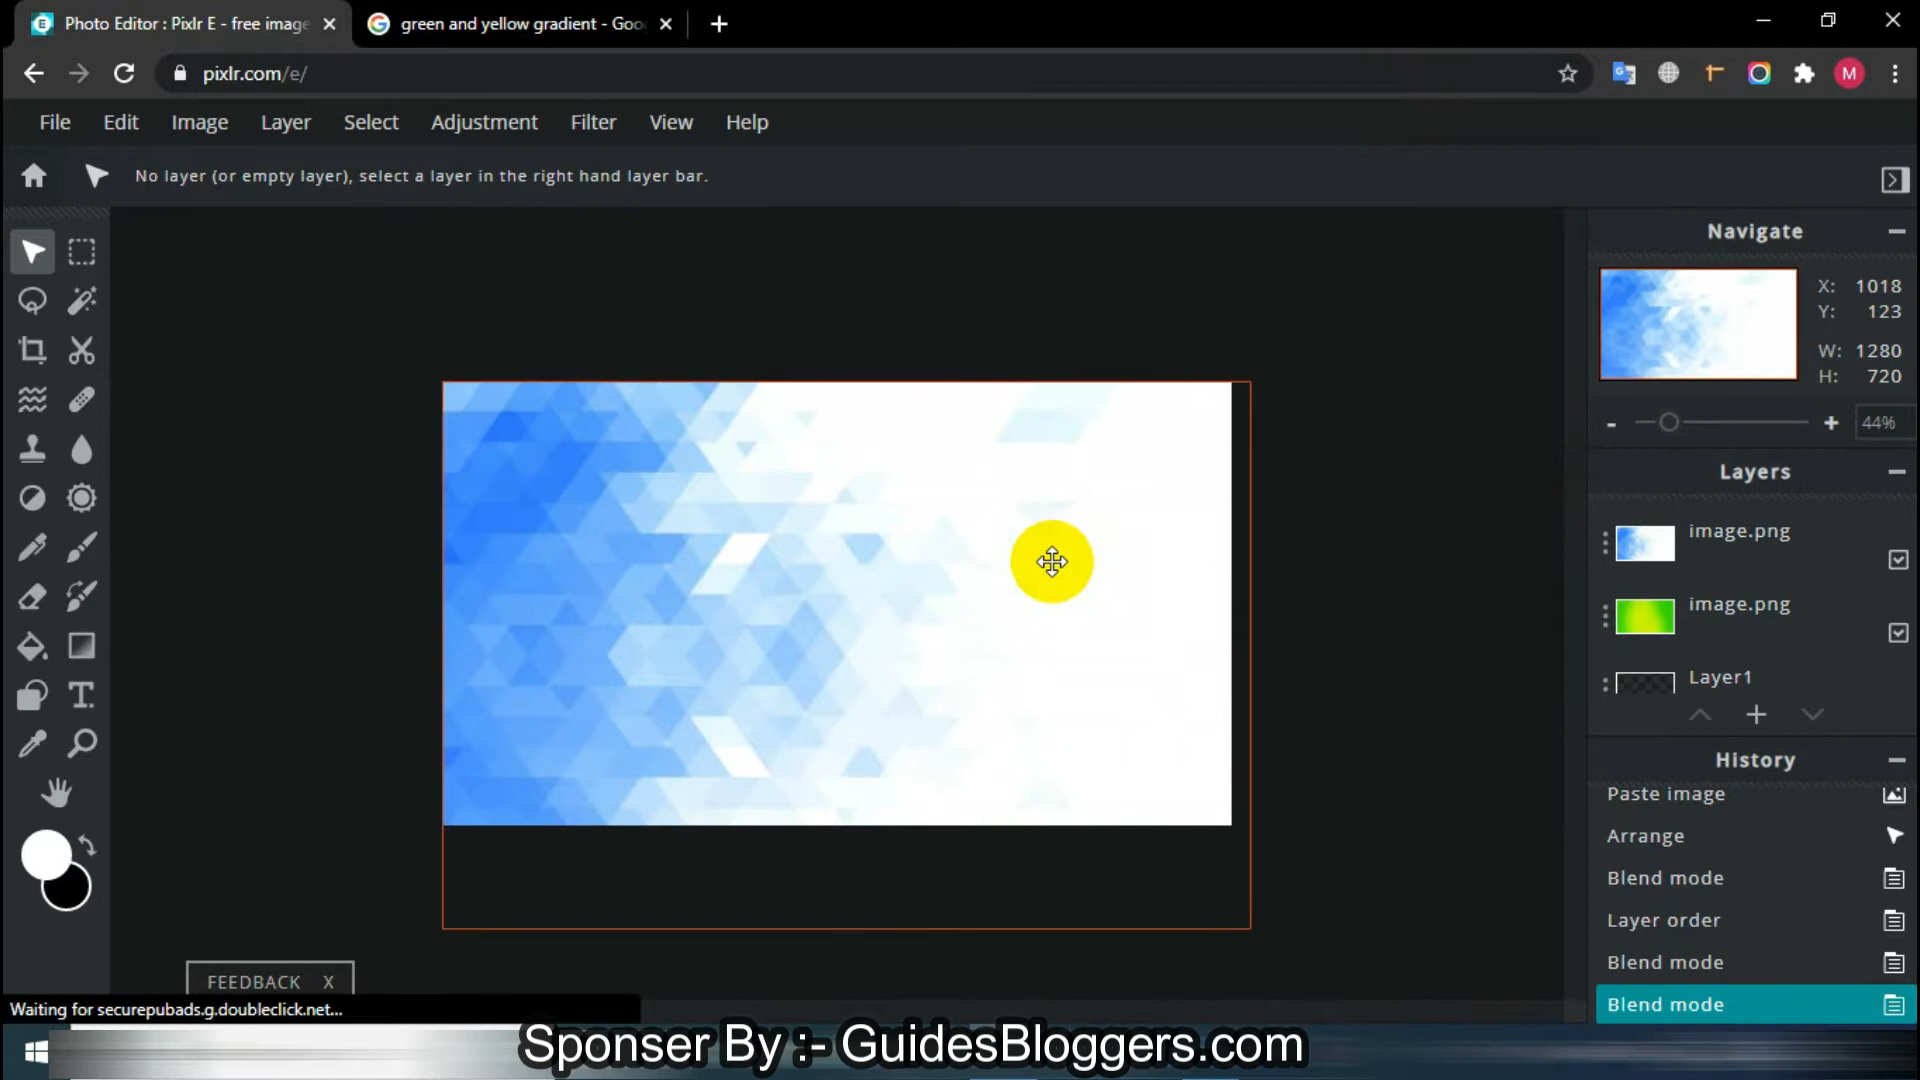 Photo Editor : Pixlr E - free image
green and yellow gradient - Goo
pixlr.com/e/
M
File Edit Image Layer Select Adjustment Filter View Help
No layer (or empty layer), select a layer in the right hand layer bar.
Navigate
X: 1018
Y: 123
W: 1280
H: 720
44%
Layers
image.png
image.png
Layer1
History
Paste image
Arrange
Blend mode
Layer order
Blend mode
Blend mode
FEEDBACK X
Waiting for securepubads.g.doubleclick.net...
Sponser By :- GuidesBloggers.com